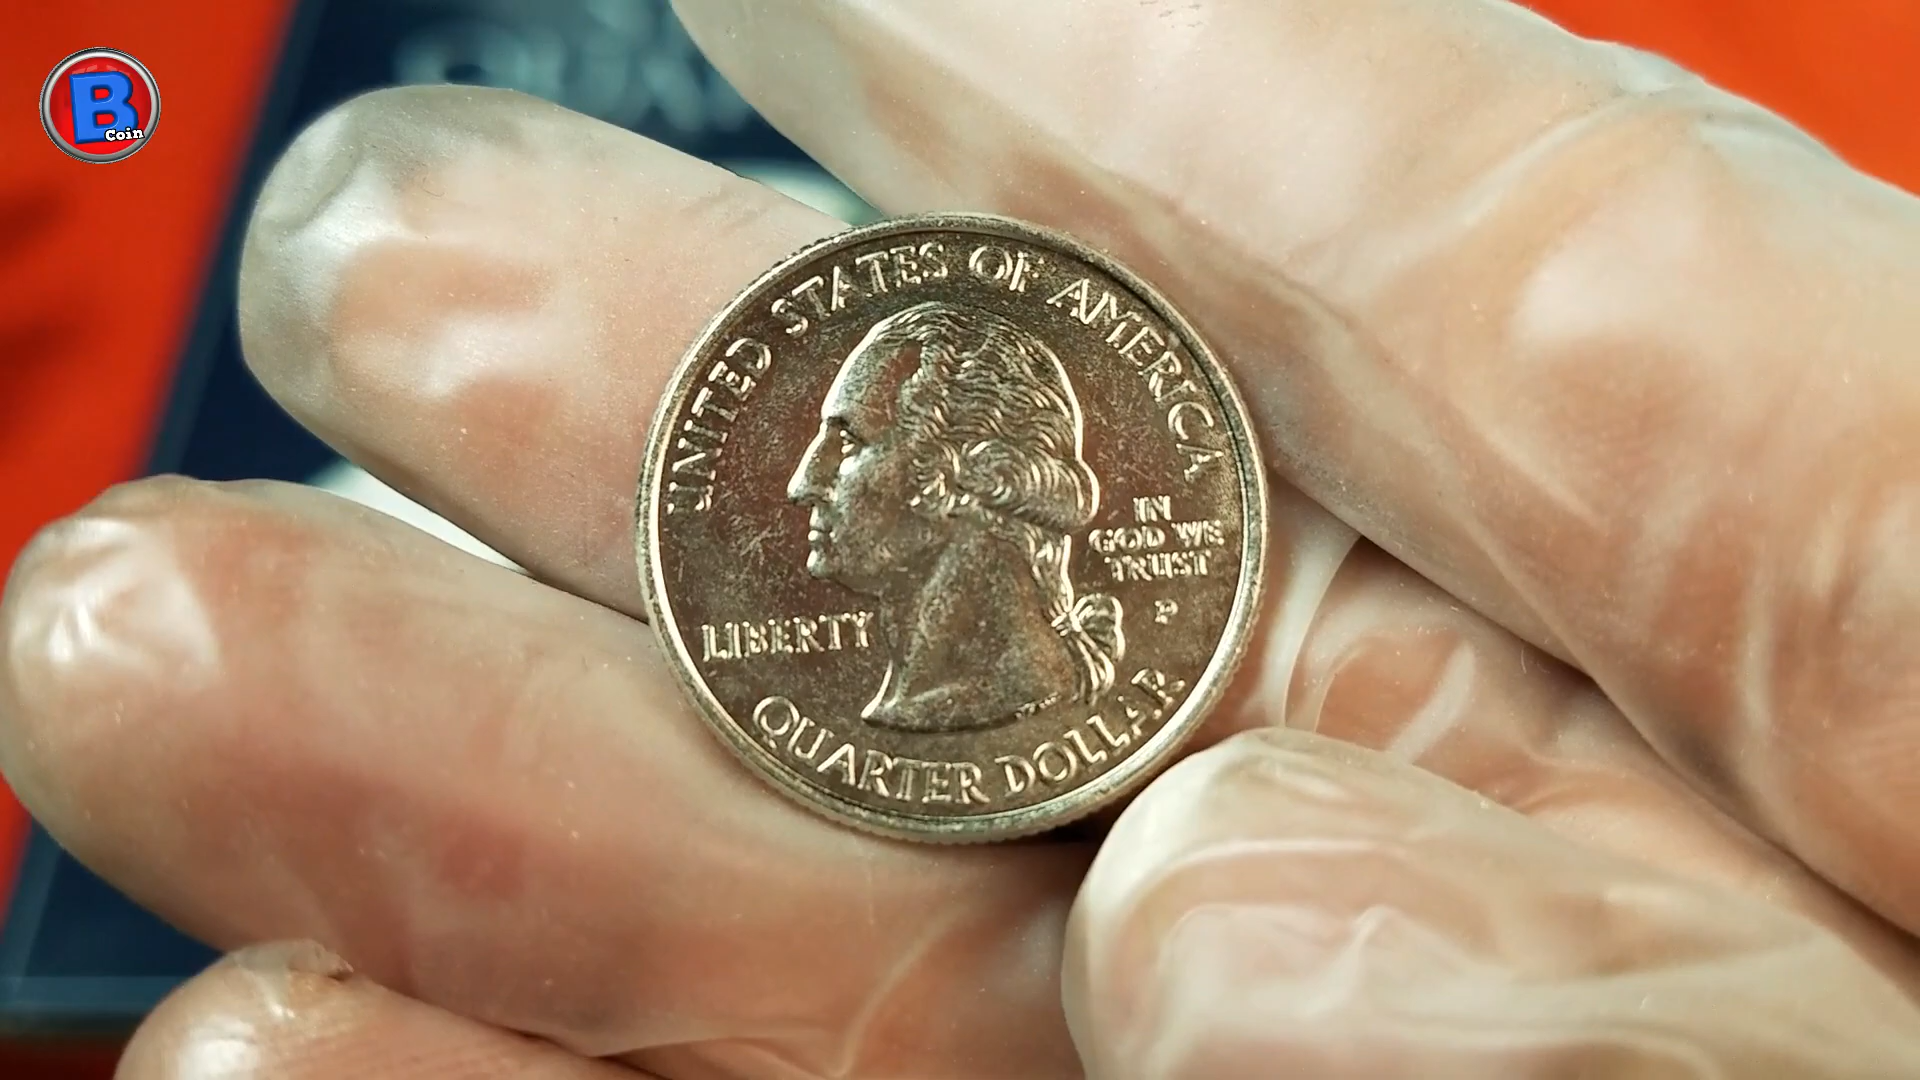 B
Coin
UNITED STATES OF AMERICA
IN
GOD WE
TRUST
P
LIBERTY
QUARTER DOLLAR